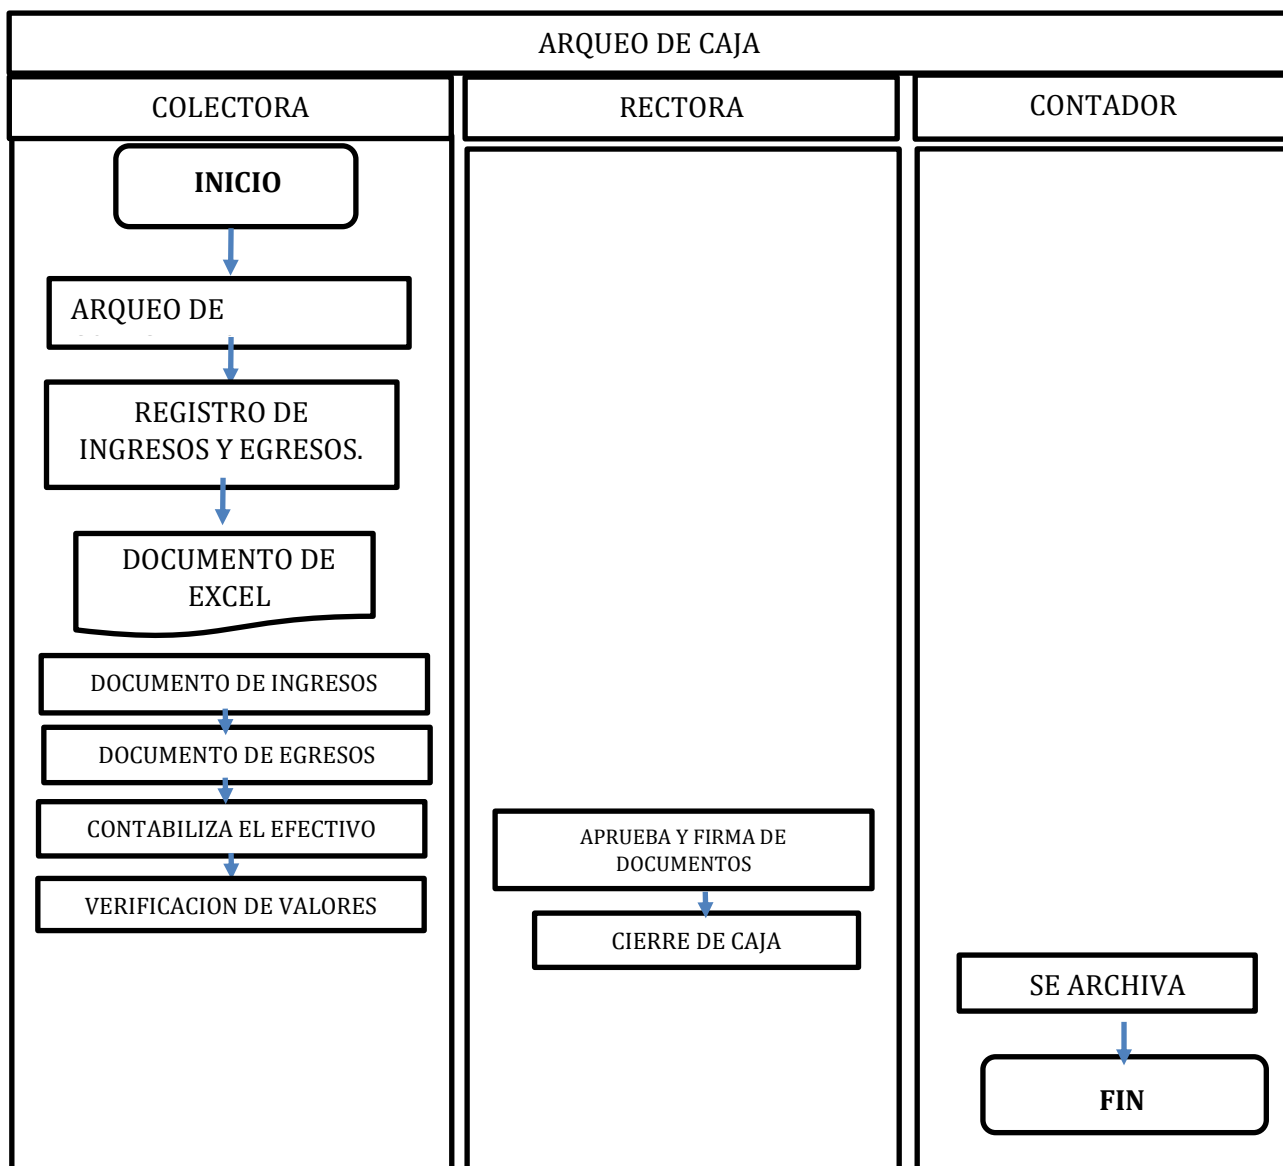 ARQUEO DE CAJA
COLECTORA
RECTORA
CONTADOR
INICIO
ARQUEO DE
REGISTRO DE
INGRESOS Y EGRESOS.
DOCUMENTO DE
EXCEL
DOCUMENTO DE INGRESOS
DOCUMENTO DE EGRESOS
CONTABILIZA EL EFECTIVO
VERIFICACION DE VALORES
APRUEBA Y FIRMA DE
DOCUMENTOS
CIERRE DE CAJA
SE ARCHIVA
FIN